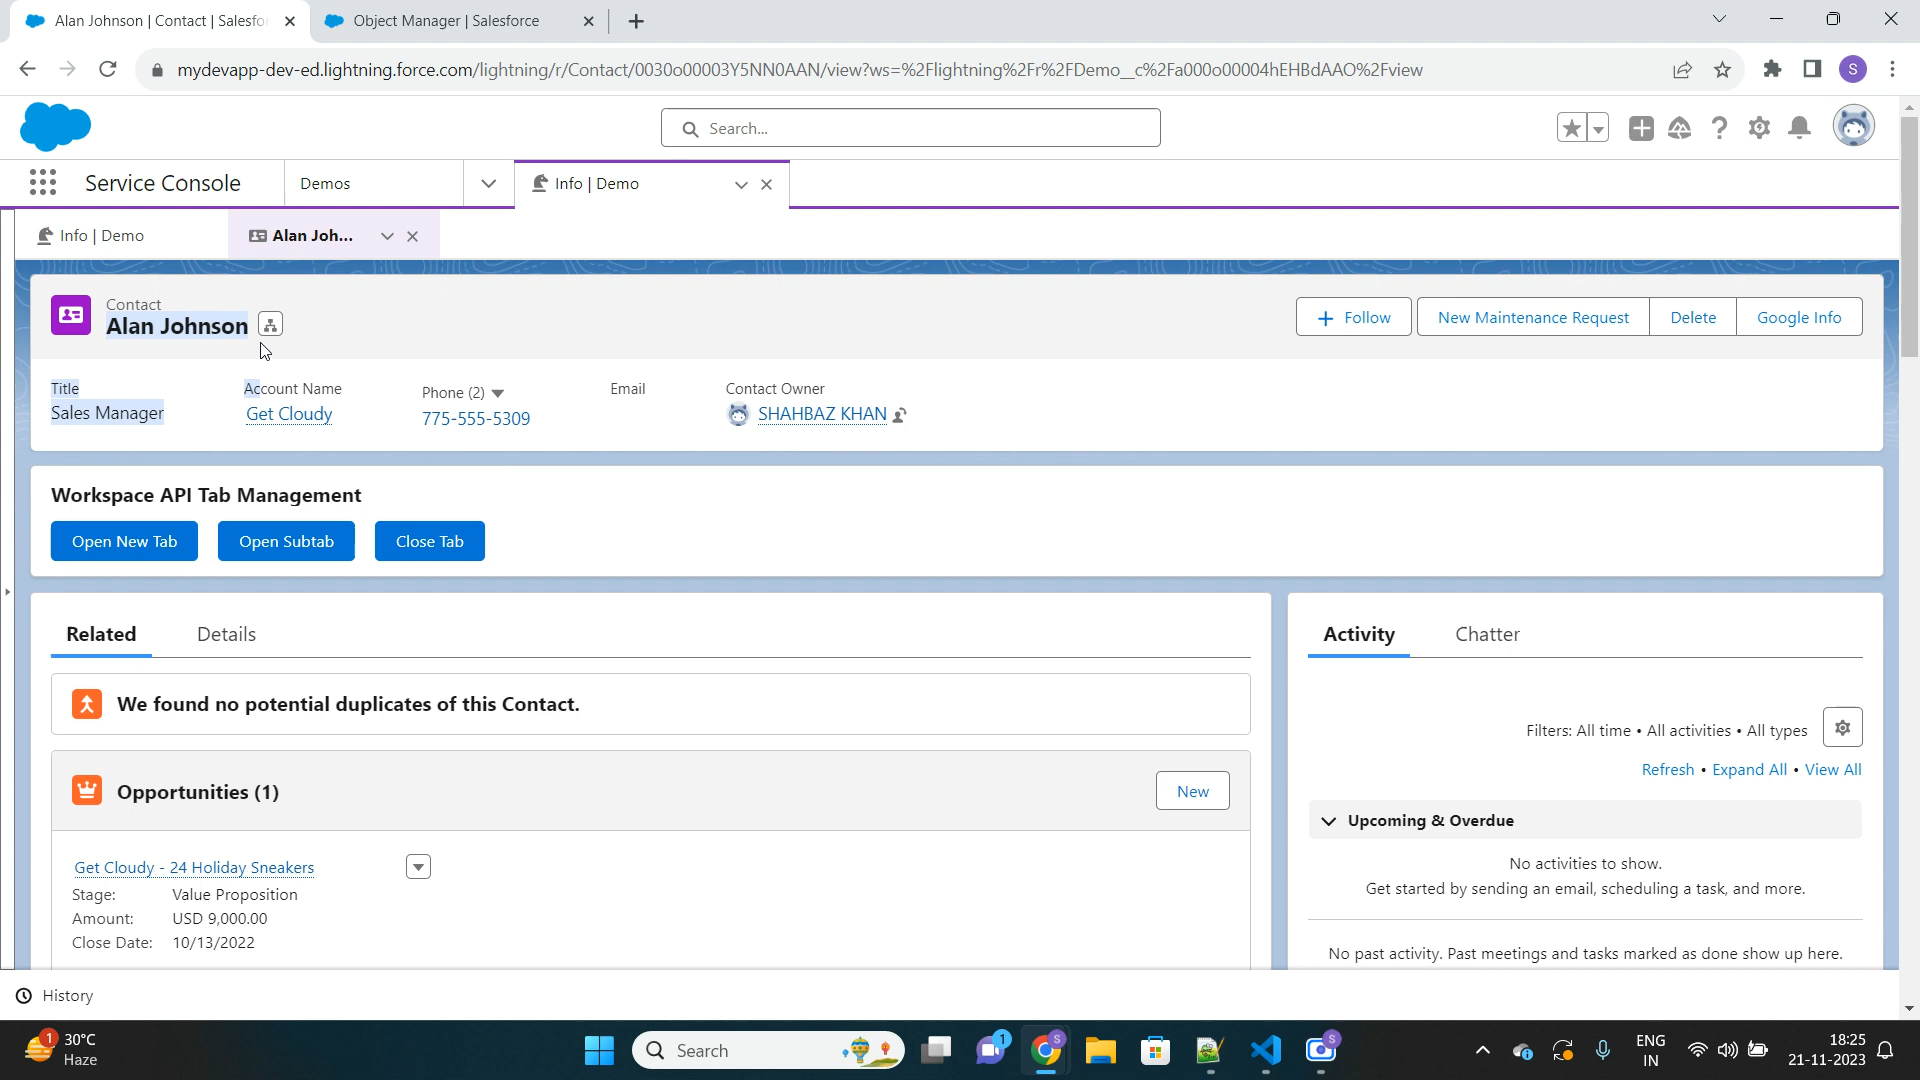 Alan Johnson | Contact | Salesfo
Object Manager | Salesforce
mydevapp-dev-ed.lightning.force.com/lightning/r/Contact/0030o00003Y5NN0AAN/view?ws=%2Flightning%2Fr%2FDemo__c%2Fa000o00004hEHBdAAO%2Fview
S
Search...
Service Console
Demos
Info | Demo
Info | Demo
Alan Joh...
Contact
Alan Johnson
Follow
New Maintenance Request
Delete
Google Info
Title
Account Name
Phone (2)
Email
Contact Owner
Sales Manager
Get Cloudy
775-555-5309
SHAHBAZ KHAN
Workspace API Tab Management
Open New Tab
Open Subtab
Close Tab
Related
Details
Activity
Chatter
We found no potential duplicates of this Contact.
Filters: All time • All activities • All types
Refresh • Expand All • View All
Opportunities (1)
New
Upcoming & Overdue
No activities to show.
Get started by sending an email, scheduling a task, and more.
Get Cloudy - 24 Holiday Sneakers
Stage: Value Proposition
Amount: USD 9,000.00
Close Date: 10/13/2022
No past activity. Past meetings and tasks marked as done show up here.
History
1
30°C
Haze
Search
1
S
S
ENG
IN
18:25
21-11-2023